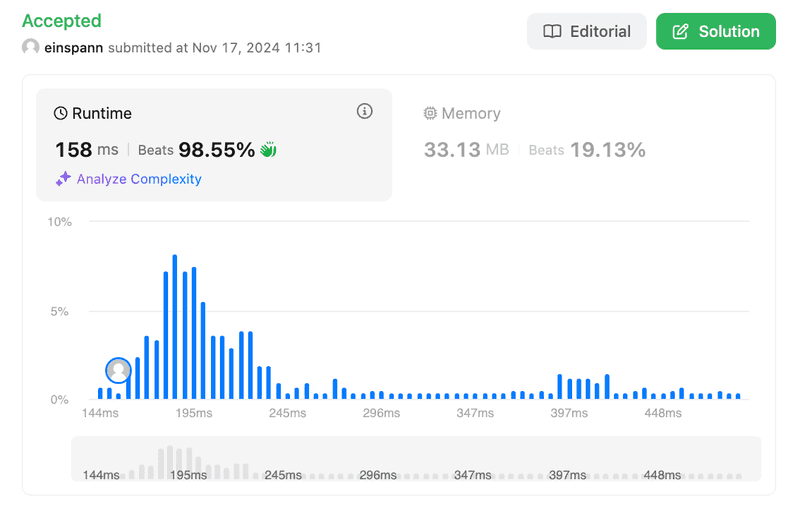 Accepted
einspann submitted at Nov 17, 2024 11:31
Editorial
Solution
Runtime
158 ms | Beats 98.55%
Analyze Complexity
Memory
33.13 MB | Beats 19.13%
10%
5%
0%
144ms 195ms 245ms 296ms 347ms 397ms 448ms
144ms 195ms 245ms 296ms 347ms 397ms 448ms